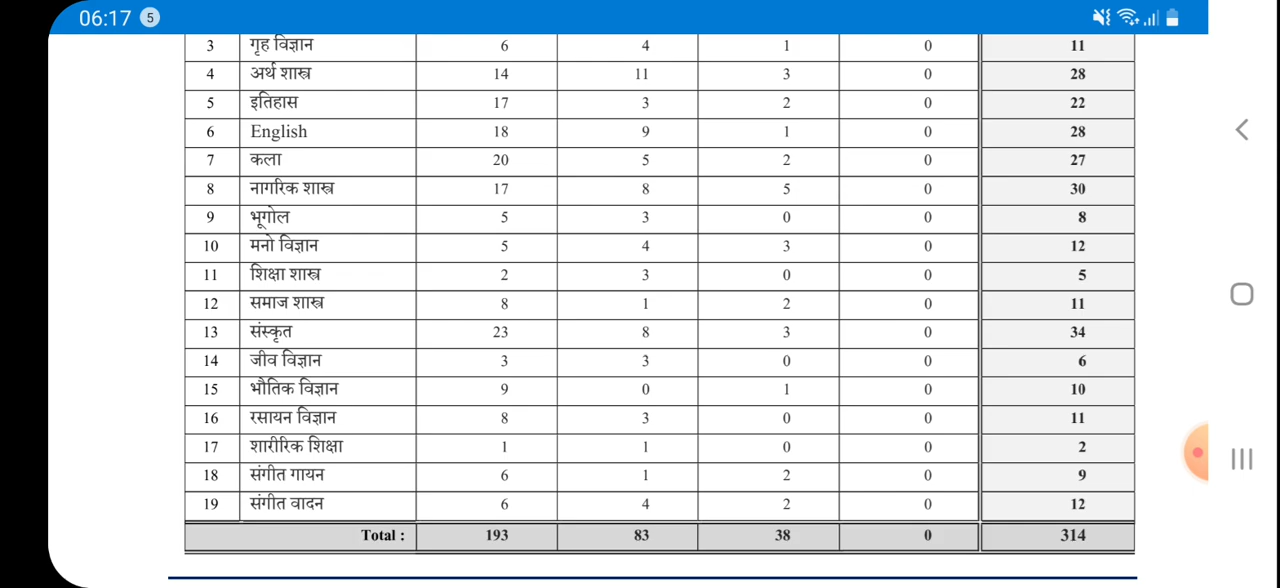 06:17 5
3 गृह विज्ञान 6 4 1 0 11
4 अर्थ शास्त्र 14 11 3 0 28
5 इतिहास 17 3 2 0 22
6 English 18 9 1 0 28
7 कला 20 5 2 0 27
8 नागरिक शास्त्र 17 8 5 0 30
9 भूगोल 5 3 0 0 8
10 मनो विज्ञान 5 4 3 0 12
11 शिक्षा शास्त्र 2 3 0 0 5
12 समाज शास्त्र 8 1 2 0 11
13 संस्कृत 23 8 3 0 34
14 जीव विज्ञान 3 3 0 0 6
15 भौतिक विज्ञान 9 0 1 0 10
16 रसायन विज्ञान 8 3 0 0 11
17 शारीरिक शिक्षा 1 1 0 0 2
18 संगीत गायन 6 1 2 0 9
19 संगीत वादन 6 4 2 0 12
Total : 193 83 38 0 314